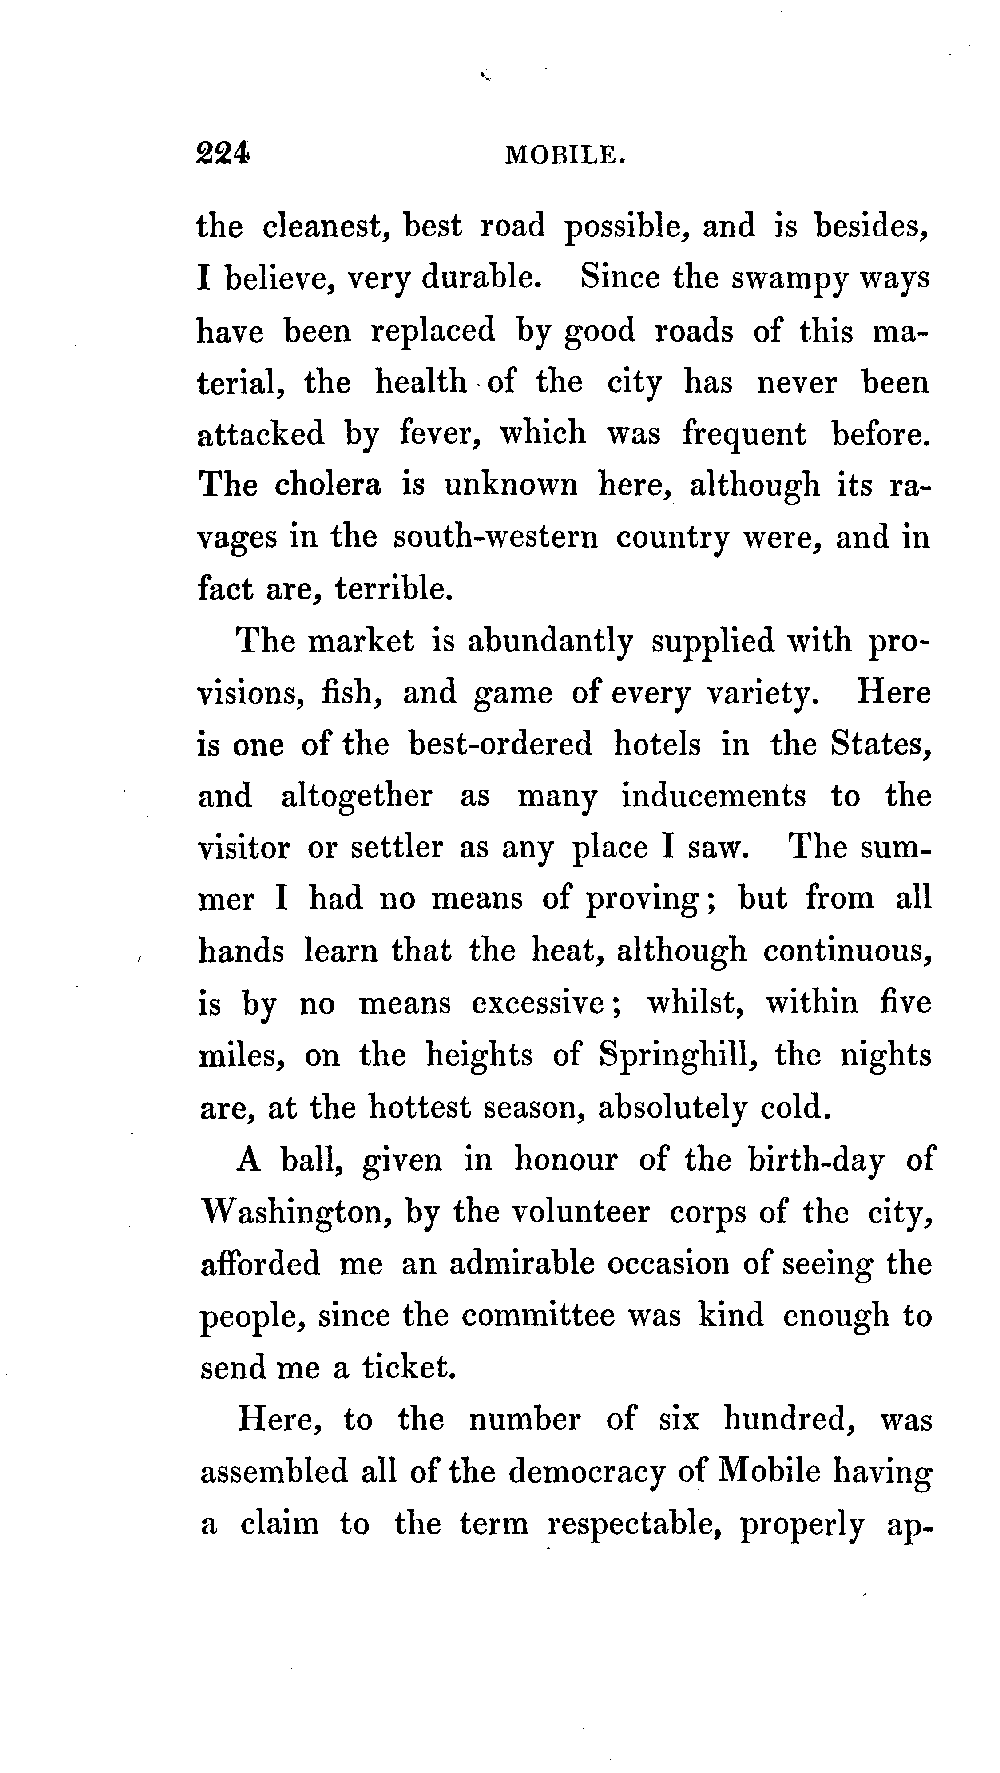 224 MOBILE.
the cleanest, best road possible, and is besides,
I believe, very durable. Since the swampy ways
have been replaced by good roads of this ma-
terial, the health of the city has never been
attacked by fever, which was frequent before.
The cholera is unknown here, although its ra-
vages in the south-western country were, and in
fact are, terrible.
The market is abundantly supplied with pro-
visions, fish, and game of every variety. Here
is one of the best-ordered hotels in the States,
and altogether as many inducements to the
visitor or settler as any place I saw. The sum-
mer I had no means of proving; but from all
hands learn that the heat, although continuous,
is by no means excessive; whilst, within five
miles, on the heights of Springhill, the nights
are, at the hottest season, absolutely cold.
A ball, given in honour of the birth-day of
Washington, by the volunteer corps of the city,
afforded me an admirable occasion of seeing the
people, since the committee was kind enough to
send me a ticket.
Here, to the number of six hundred, was
assembled all of the democracy of Mobile having
a claim to the term respectable, properly ap-